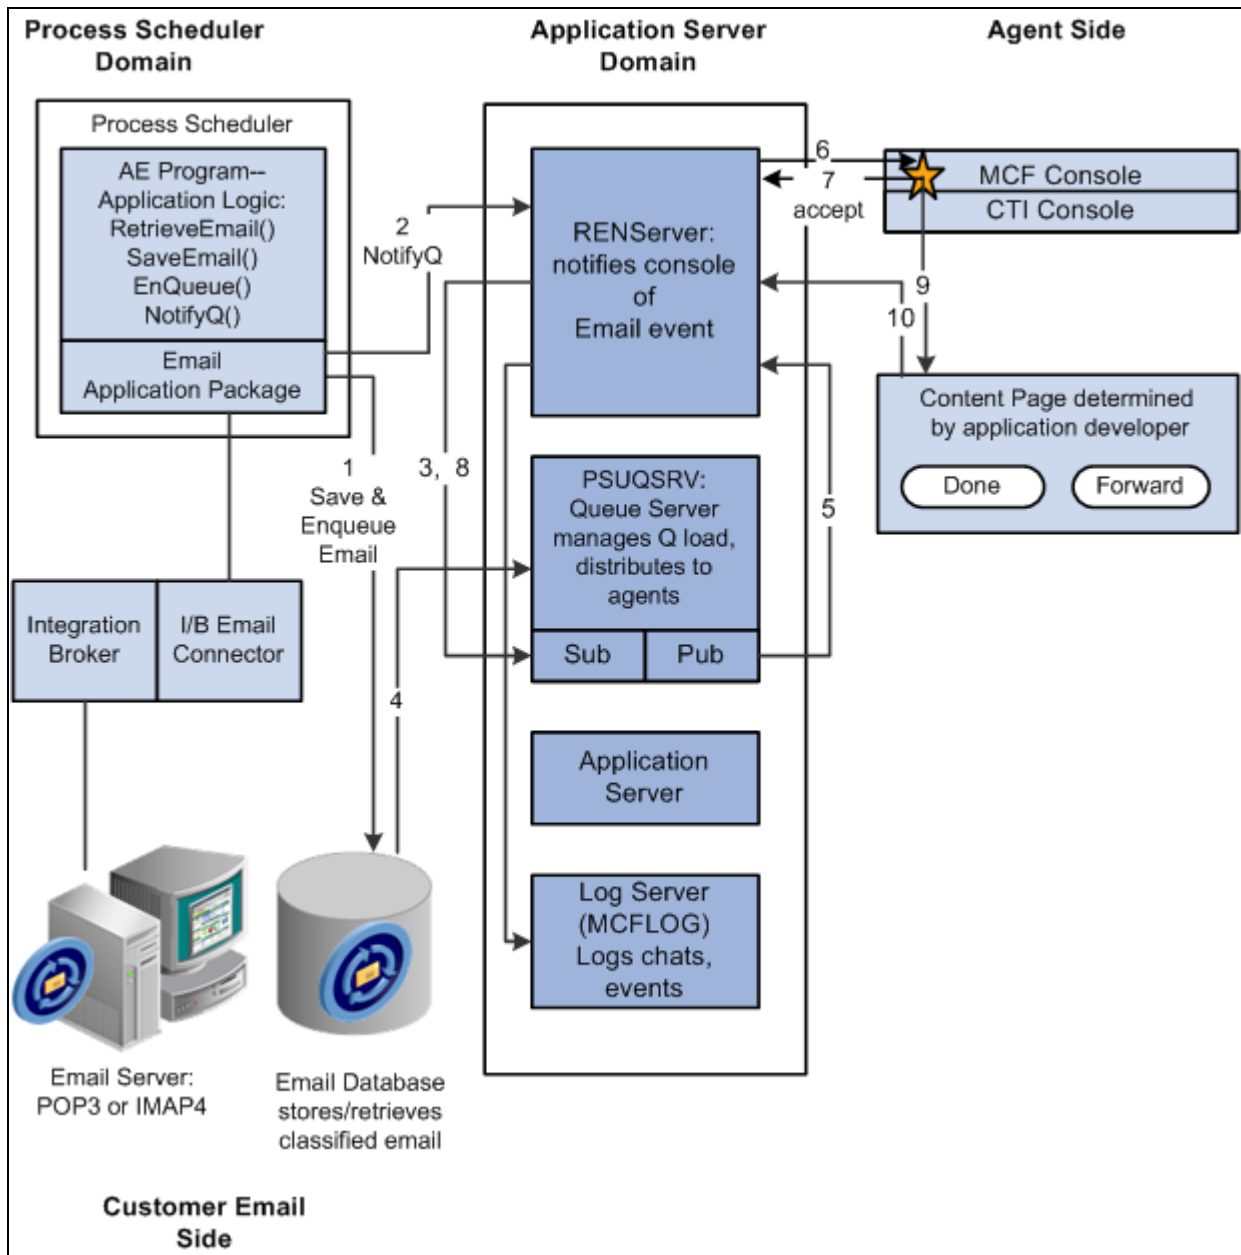 Process Scheduler
Domain
Application Server
Domain
Agent Side
Process Scheduler
AE Program--
Application Logic:
RetrieveEmail()
SaveEmail()
EnQueue()
NotifyQ()
Email
Application Package
2
NotifyQ
1
Save &
Enqueue
Email
3, 8
4
RENServer:
notifies console
of
Email event
PSUQSRV:
Queue Server
manages Q load,
distributes to
agents
Sub
Pub
5
Application
Server
Log Server
(MCFLOG)
Logs chats,
events
6
7
accept
MCF Console
CTI Console
9
10
Content Page determined
by application developer
Done
Forward
Integration
Broker
I/B Email
Connector
Email Server:
POP3 or IMAP4
Email Database
stores/retrieves
classified email
Customer Email
Side